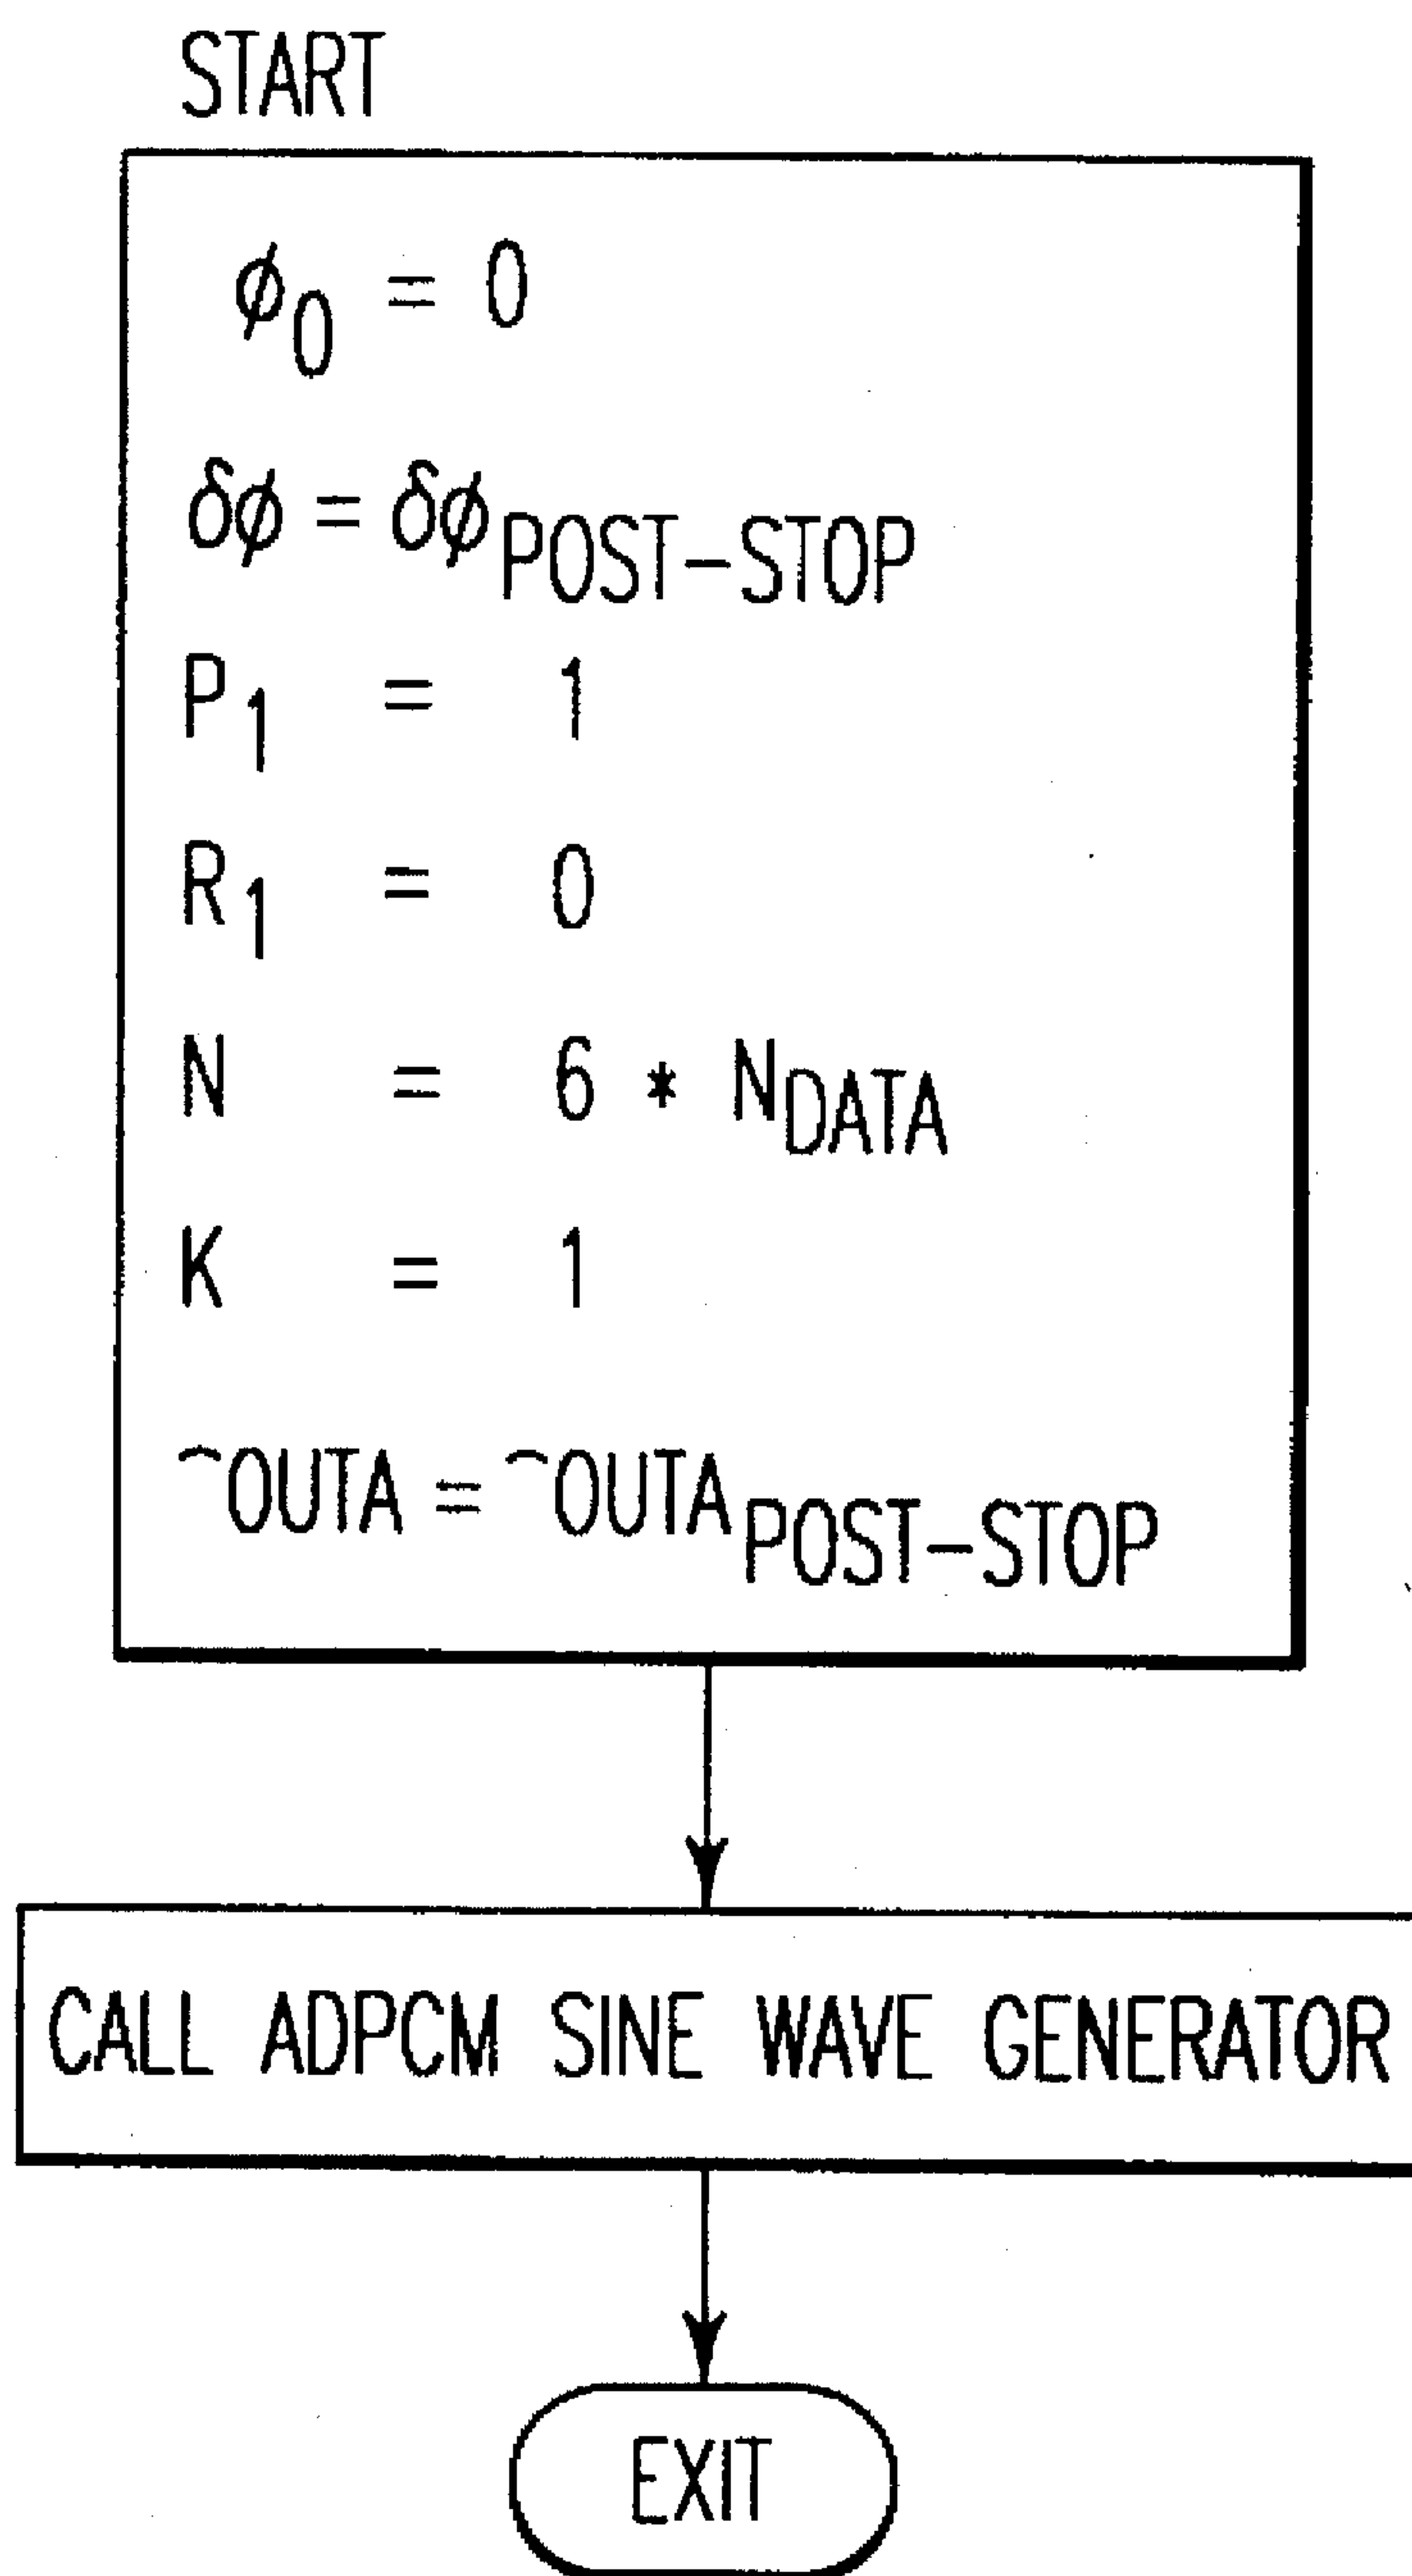 START
ϕ0 = 0
δϕ = δϕPOST-STOP
P1 = 1
R1 = 0
N = 6 * NDATA
K = 1
⌢OUTA = ⌢OUTAPOST-STOP
CALL ADPCM SINE WAVE GENERATOR
EXIT